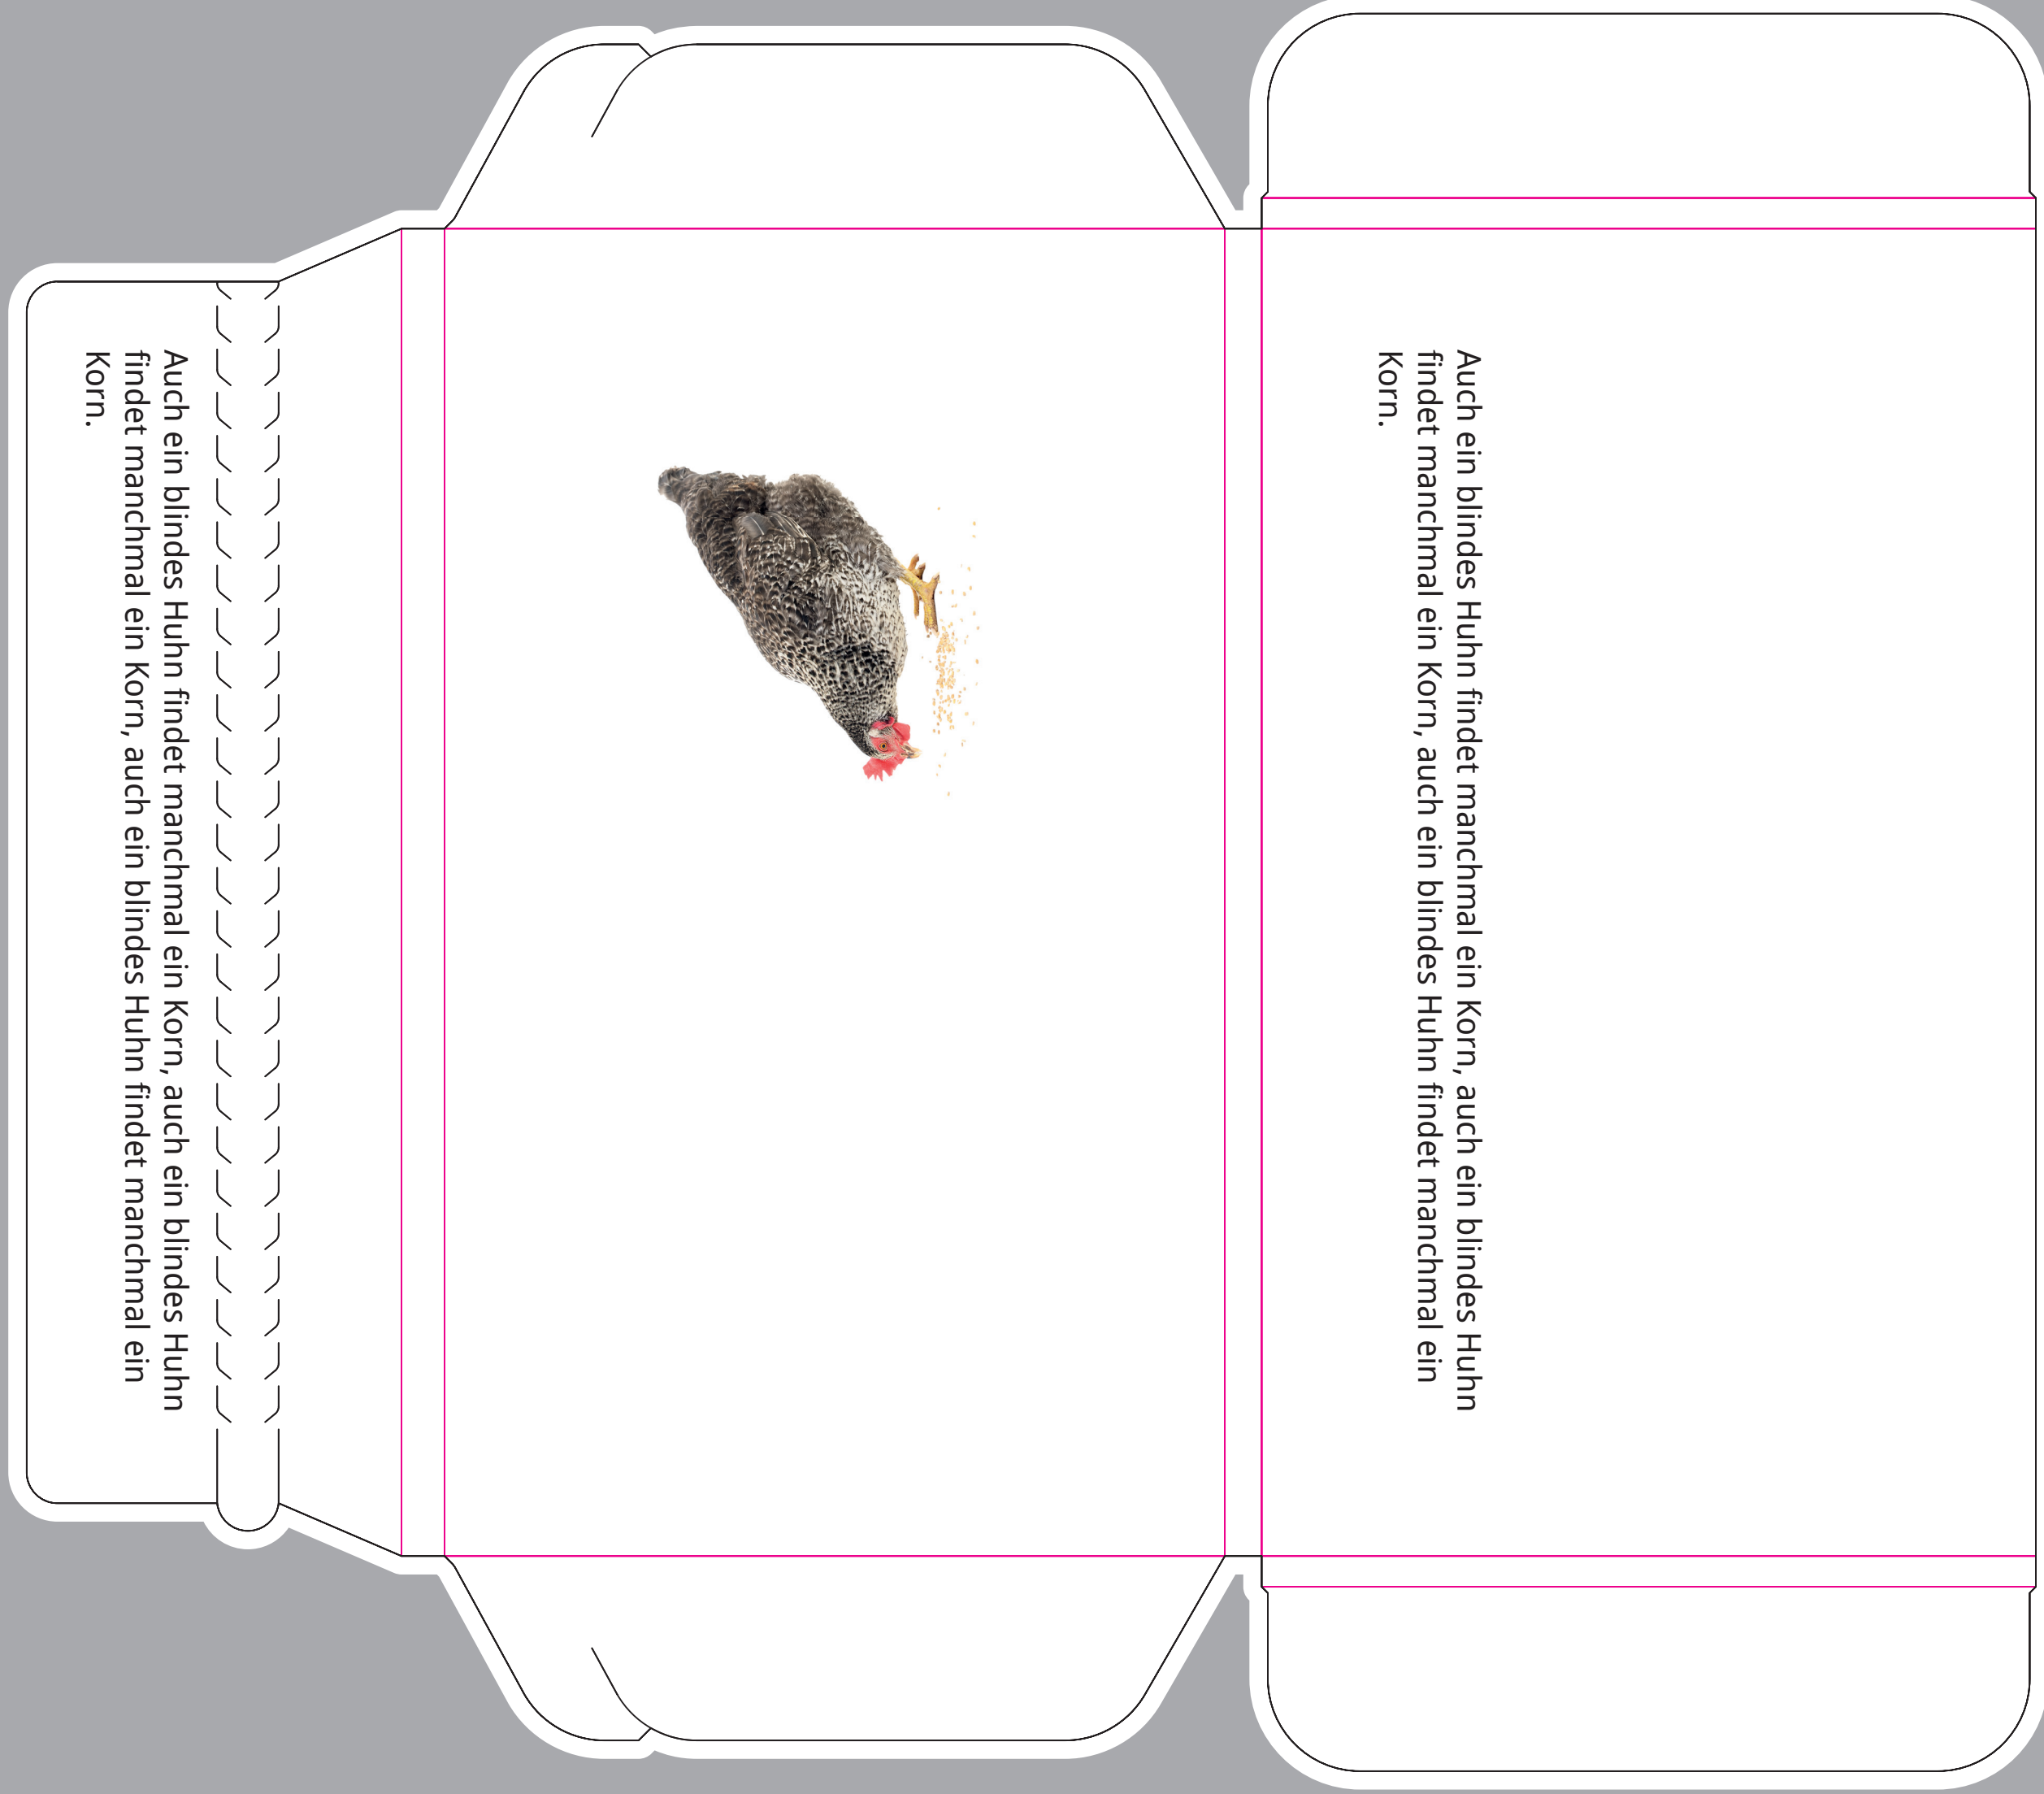 Auch ein blindes Huhn findet manchmal ein Korn, auch ein blindes Huhn
findet manchmal ein Korn, auch ein blindes Huhn findet manchmal ein
Korn.
Auch ein blindes Huhn findet manchmal ein Korn, auch ein blindes Huhn
findet manchmal ein Korn, auch ein blindes Huhn findet manchmal ein
Korn.